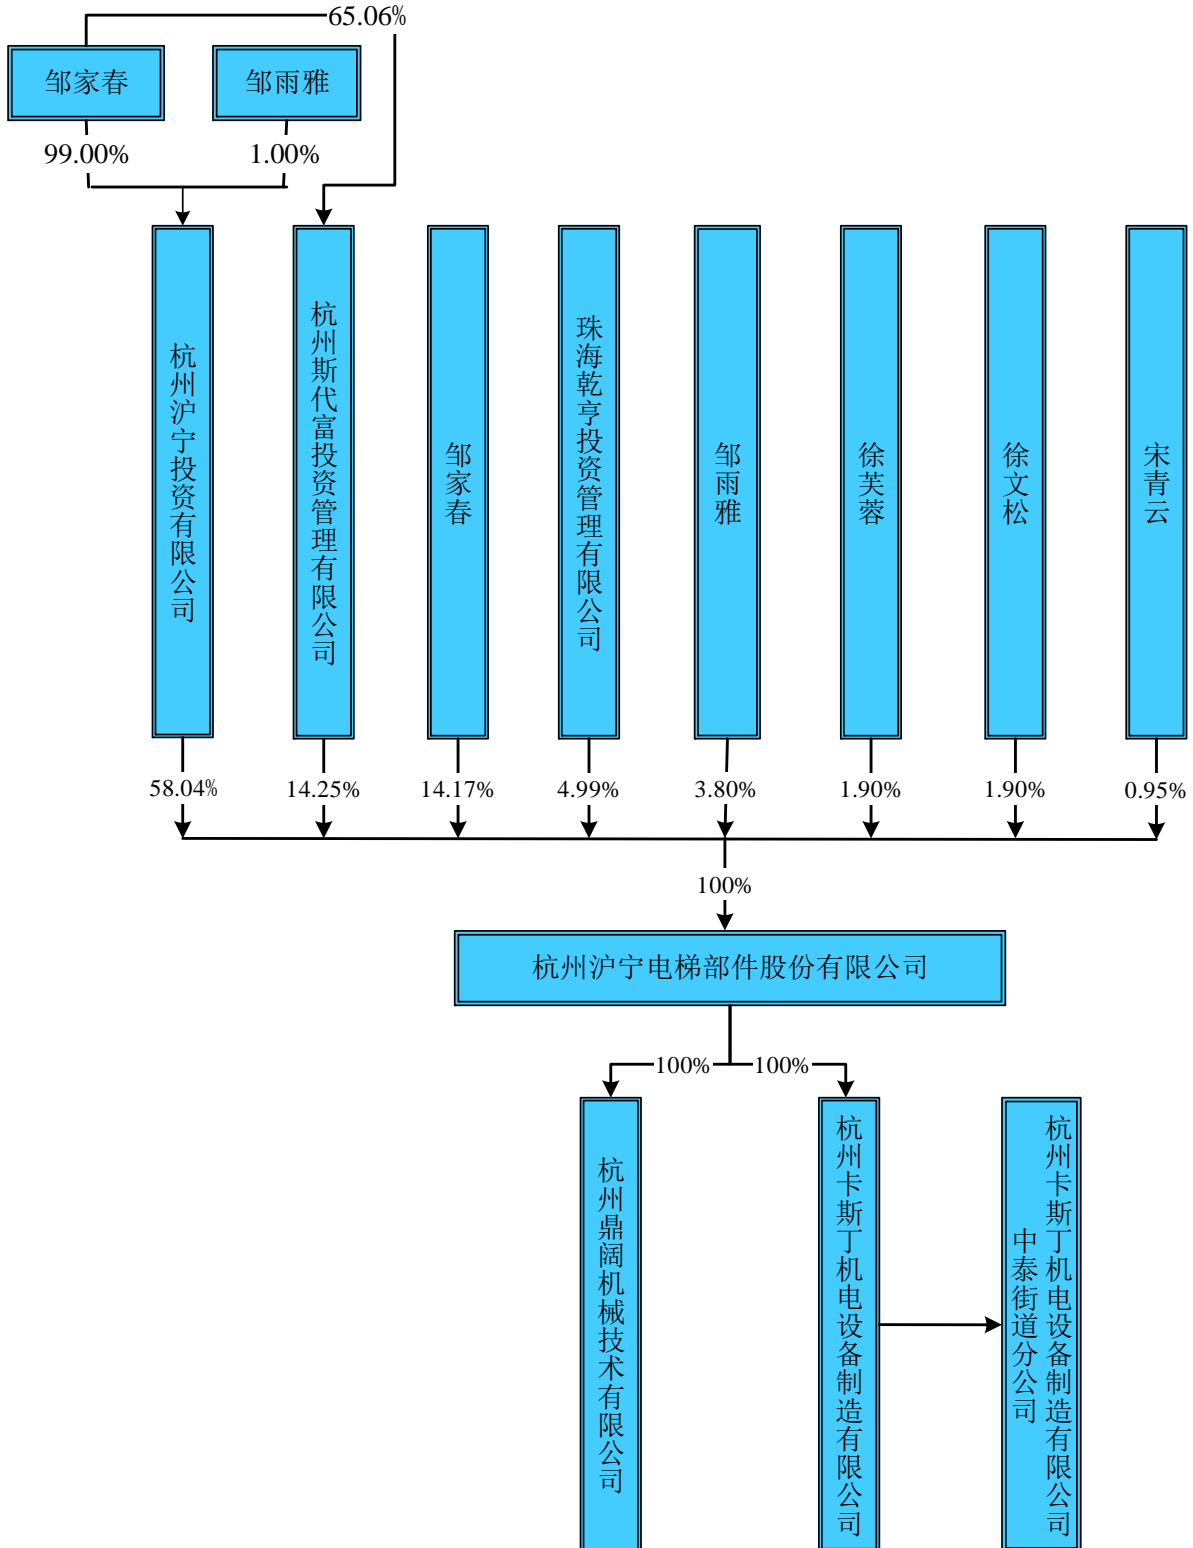 65.06%
邹家春
邹雨雅
99.00%
1.00%
杭州沪宁投资有限公司
杭州斯代富投资管理有限公司
邹家春
珠海乾亨投资管理有限公司
邹雨雅
徐芙蓉
徐文松
宋青云
58.04%
14.25%
14.17%
4.99%
3.80%
1.90%
1.90%
0.95%
100%
杭州沪宁电梯部件股份有限公司
100%
100%
杭州鼎阔机械技术有限公司
杭州卡斯丁机电设备制造有限公司
杭州卡斯丁机电设备制造有限公司
中泰街道分公司